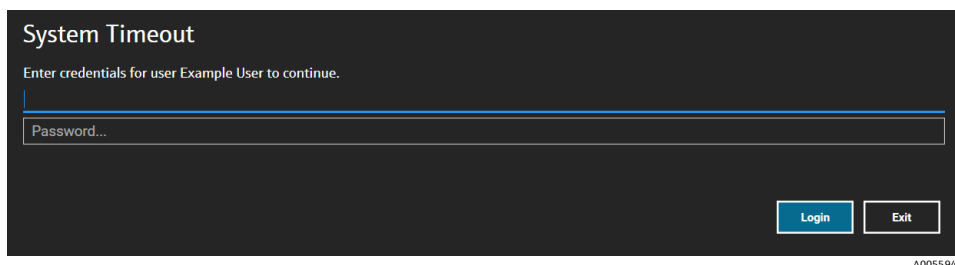 System Timeout
Enter credentials for user Example User to continue.
Password...
Login Exit